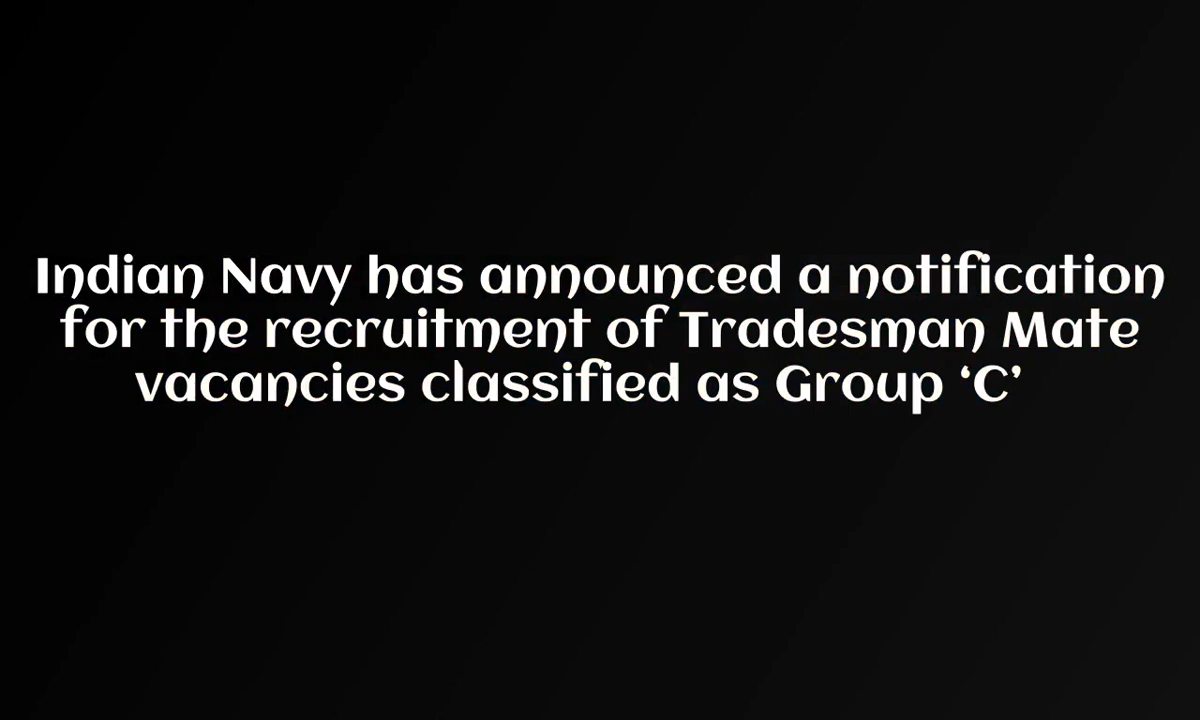 Indian Navy has announced a notification
for the recruitment of Tradesman Mate
vacancies classified as Group ‘C’